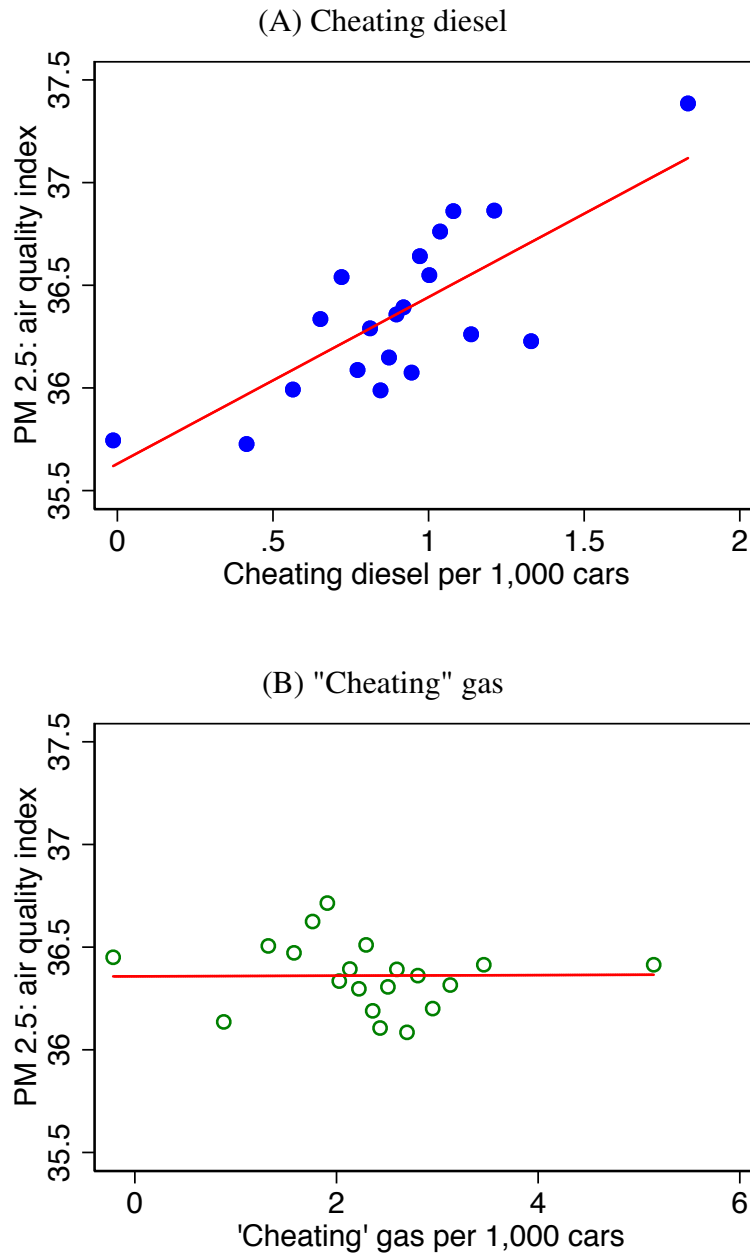 (A) Cheating diesel
37.5
37
36.5
36
35.5
PM 2.5: air quality index
0 .5 1 1.5 2
Cheating diesel per 1,000 cars
(B) "Cheating" gas
37.5
37
36.5
36
35.5
PM 2.5: air quality index
0 2 4 6
'Cheating' gas per 1,000 cars